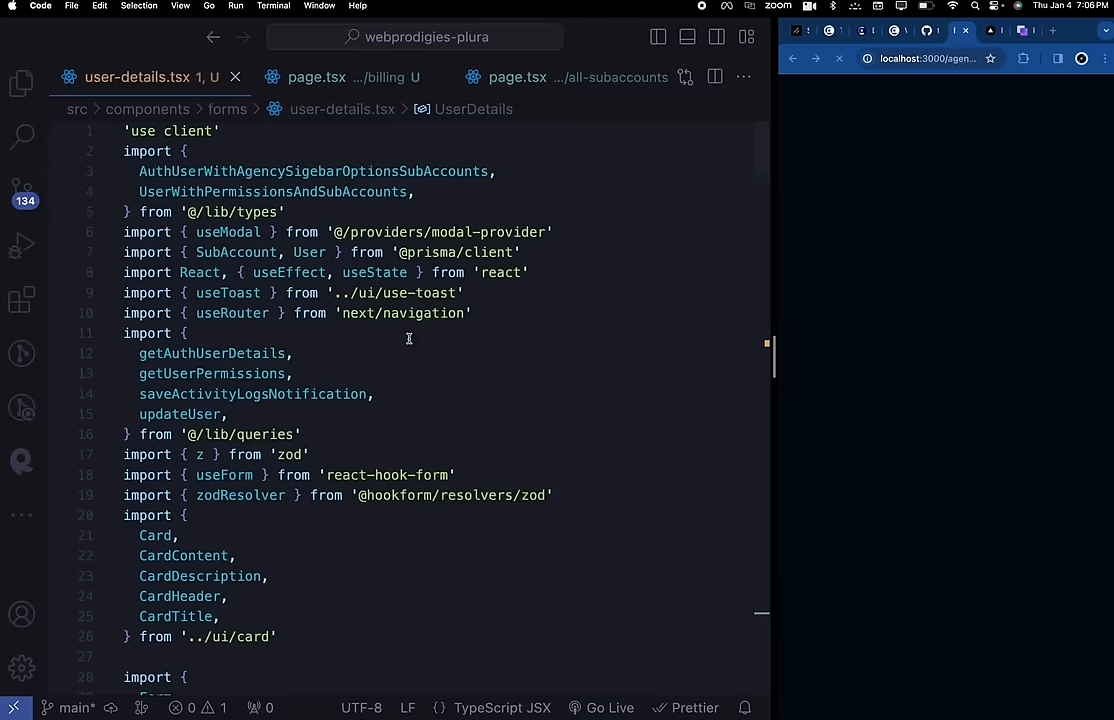 Code File Edit Selection View Go Run Terminal Window Help zoom Thu Jan 4 7:06 PM
webprodigies-plura
user-details.tsx 1, U page.tsx .../billing U page.tsx .../all-subaccounts
src > components > forms > user-details.tsx > UserDetails
localhost:3000/agen...
1 'use client'
2 import {
3 AuthUserWithAgencySigebarOptionsSubAccounts,
4 UserWithPermissionsAndSubAccounts,
5 } from '@/lib/types'
6 import { useModal } from '@/providers/modal-provider'
7 import { SubAccount, User } from '@prisma/client'
8 import React, { useEffect, useState } from 'react'
9 import { useToast } from '../ui/use-toast'
10 import { useRouter } from 'next/navigation'
11 import {
12 getAuthUserDetails,
13 getUserPermissions,
14 saveActivityLogsNotification,
15 updateUser,
16 } from '@/lib/queries'
17 import { z } from 'zod'
18 import { useForm } from 'react-hook-form'
19 import { zodResolver } from '@hookform/resolvers/zod'
20 import {
21 Card,
22 CardContent,
23 CardDescription,
24 CardHeader,
25 CardTitle,
26 } from '../ui/card'
27
28 import {
134
main* 0 1 0 UTF-8 LF {} TypeScript JSX Go Live Prettier